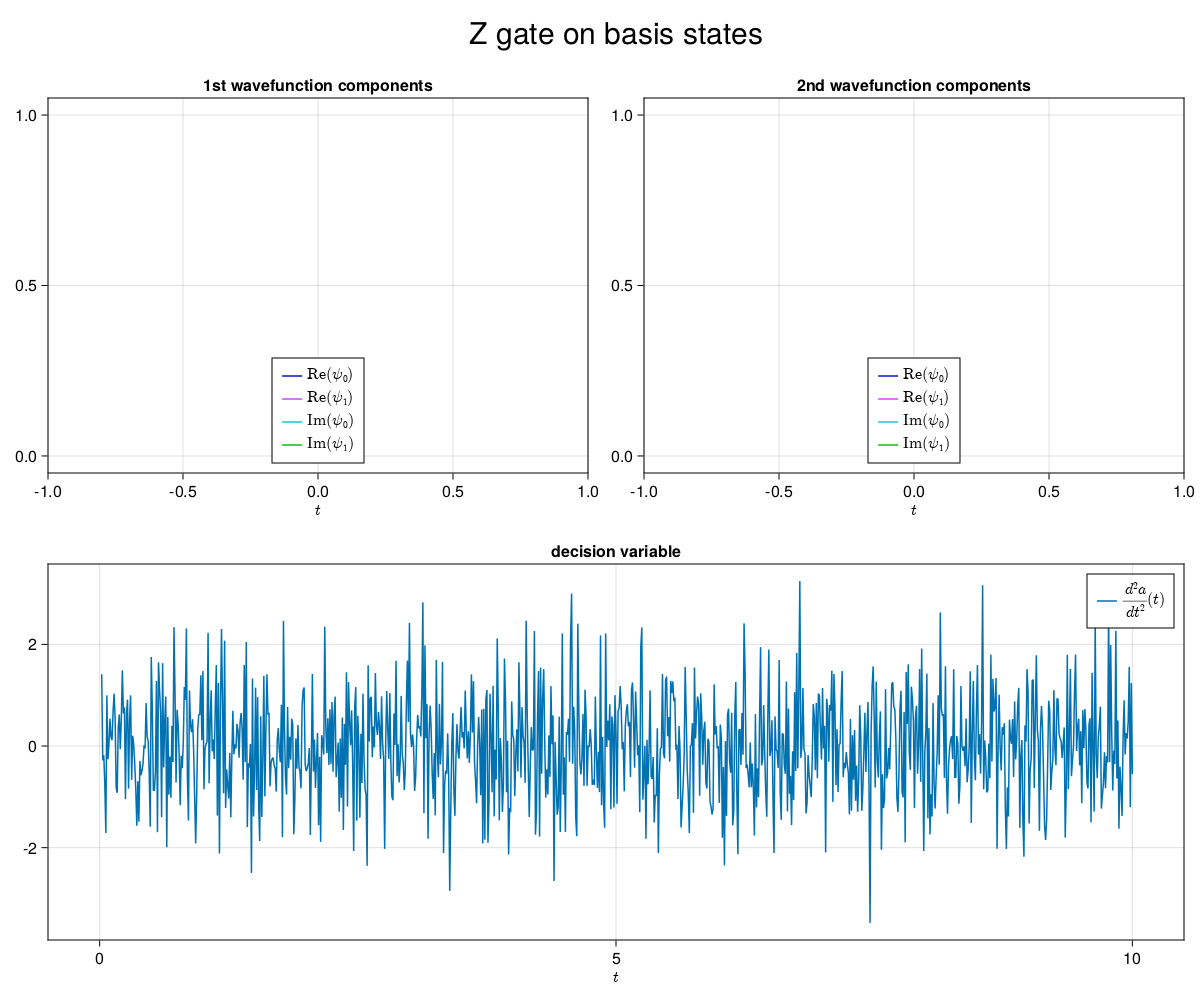 Z gate on basis states
1st wavefunction components
1.0
0.5
0.0
-1.0 -0.5 0.0 0.5 1.0
t
Re(ψ₀)
Re(ψ₁)
Im(ψ₀)
Im(ψ₁)
2nd wavefunction components
1.0
0.5
0.0
-1.0 -0.5 0.0 0.5 1.0
t
Re(ψ₀)
Re(ψ₁)
Im(ψ₀)
Im(ψ₁)
decision variable
2
0
-2
0 5 10
t
d²a
dt² (t)